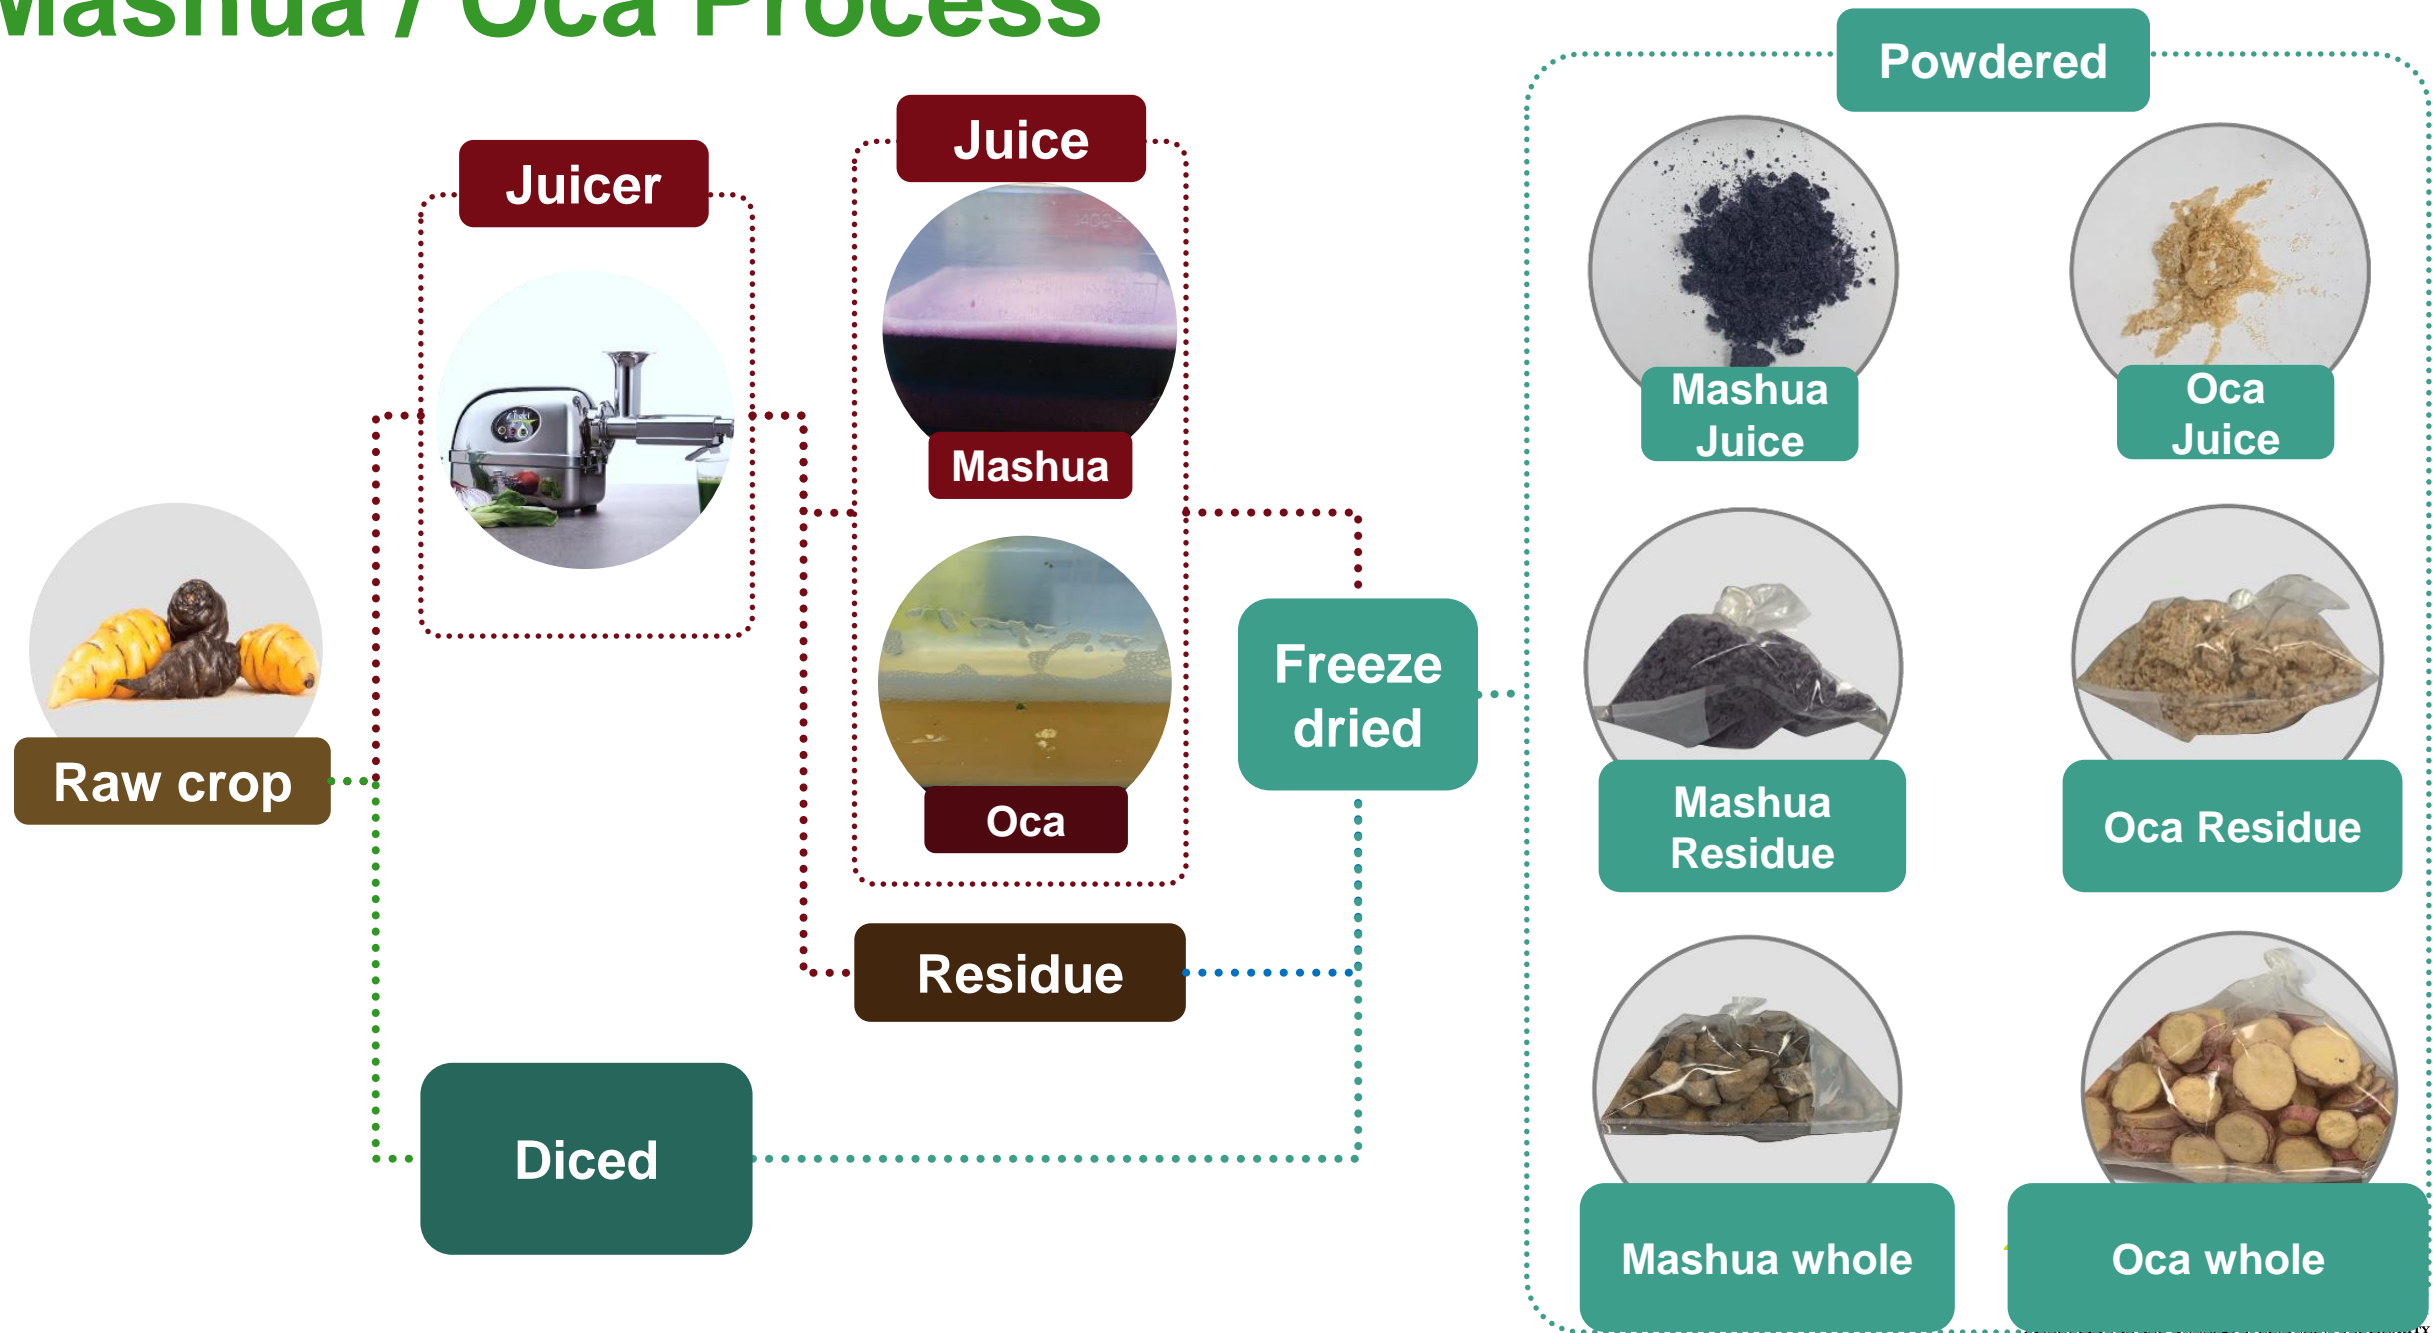 Mashua / Oca Process
Powdered
Juice
Juicer
Mashua
Juice
Oca
Juice
Mashua
Freeze
dried
Raw crop
Mashua
Residue
Oca Residue
Oca
Residue
Diced
Mashua whole
Oca whole